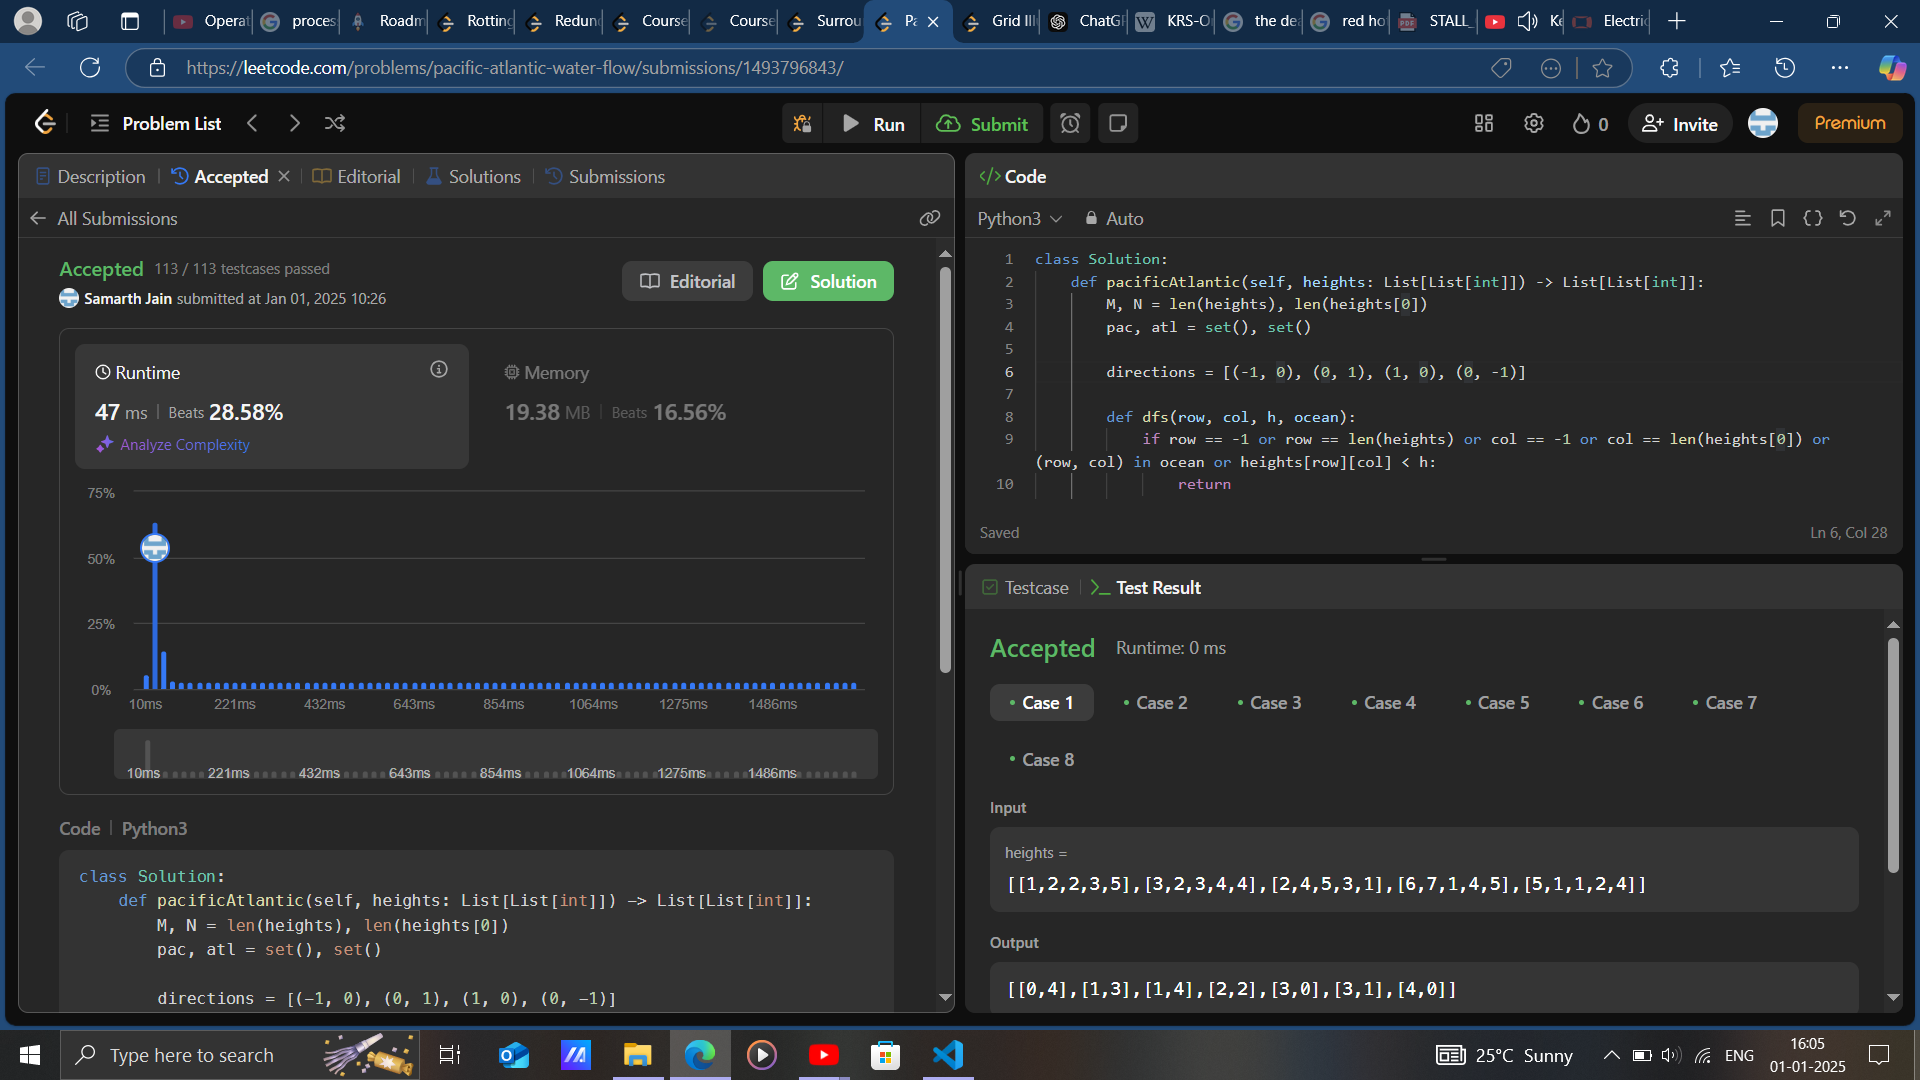 Operat
proces
Roadm
Rotting
Redun
Course
Course
Surrou
Pa
Grid Ill
ChatGP
KRS-O
the dea
red hot
STALL_
Ke
Electric
https://leetcode.com/problems/pacific-atlantic-water-flow/submissions/1493796843/
Problem List
Run
Submit
0
Invite
Premium
Description
Accepted
Editorial
Solutions
Submissions
All Submissions
Accepted 113 / 113 testcases passed
Samarth Jain submitted at Jan 01, 2025 10:26
Editorial
Solution
Runtime
47 ms | Beats 28.58%
Analyze Complexity
Memory
19.38 MB | Beats 16.56%
75%
50%
25%
0%
10ms 221ms 432ms 643ms 854ms 1064ms 1275ms 1486ms
10ms 221ms 432ms 643ms 854ms 1064ms 1275ms 1486ms
Code | Python3
class Solution:
def pacificAtlantic(self, heights: List[List[int]]) -> List[List[int]]:
M, N = len(heights), len(heights[0])
pac, atl = set(), set()
directions = [(-1, 0), (0, 1), (1, 0), (0, -1)]
</> Code
Python3
Auto
1 class Solution:
2 def pacificAtlantic(self, heights: List[List[int]]) -> List[List[int]]:
3 M, N = len(heights), len(heights[0])
4 pac, atl = set(), set()
5
6 directions = [(-1, 0), (0, 1), (1, 0), (0, -1)]
7
8 def dfs(row, col, h, ocean):
9 if row == -1 or row == len(heights) or col == -1 or col == len(heights[0]) or
(row, col) in ocean or heights[row][col] < h:
10 return
Saved
Ln 6, Col 28
Testcase
Test Result
Accepted Runtime: 0 ms
Case 1
Case 2
Case 3
Case 4
Case 5
Case 6
Case 7
Case 8
Input
heights =
[[1,2,2,3,5],[3,2,3,4,4],[2,4,5,3,1],[6,7,1,4,5],[5,1,1,2,4]]
Output
[[0,4],[1,3],[1,4],[2,2],[3,0],[3,1],[4,0]]
Type here to search
25°C Sunny
ENG
16:05
01-01-2025